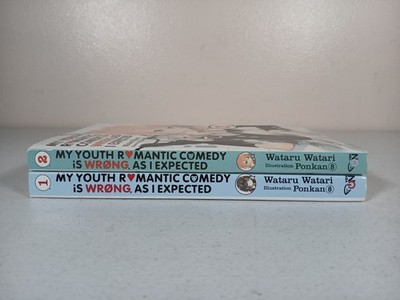 2
MY YOUTH R♥MANTIC COMEDY
iS WRØNG, AS I EXPECTED
Wataru Watari
Illustration Ponkan⑧
1
MY YOUTH R♥MANTIC COMEDY
iS WRØNG, AS I EXPECTED
Wataru Watari
Illustration Ponkan⑧